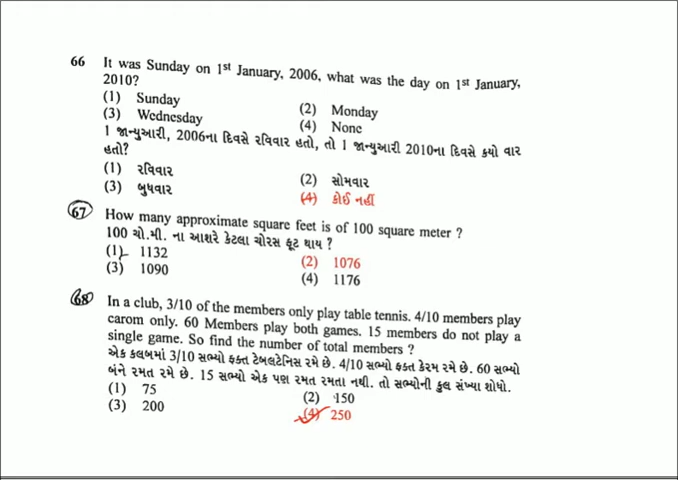 66 It was Sunday on 1st January, 2006, what was the day on 1st January,
2010?
(1) Sunday (2) Monday
(3) Wednesday (4) None
1 જાન્યુઆરી, 2006ના દિવસે રવિવાર હતો, તો 1 જાન્યુઆરી 2010ના દિવસે કયો વાર
હતો?
(1) રવિવાર (2) સોમવાર
(3) બુધવાર (4) કોઈ નહીં
67 How many approximate square feet is of 100 square meter ?
100 ચો.મી. ના આશરે કેટલા ચોરસ ફૂટ થાય ?
(1) 1132 (2) 1076
(3) 1090 (4) 1176
68 In a club, 3/10 of the members only play table tennis. 4/10 members play
carom only. 60 Members play both games. 15 members do not play a
single game. So find the number of total members ?
એક ક્લબમાં 3/10 સભ્યો ફક્ત ટેબલટેનિસ રમે છે. 4/10 સભ્યો ફક્ત કેરમ રમે છે. 60 સભ્યો
બંને રમત રમે છે. 15 સભ્યો એક પણ રમત રમતા નથી. તો સભ્યોની કુલ સંખ્યા શોધો.
(1) 75 (2) 150
(3) 200 (4) 250